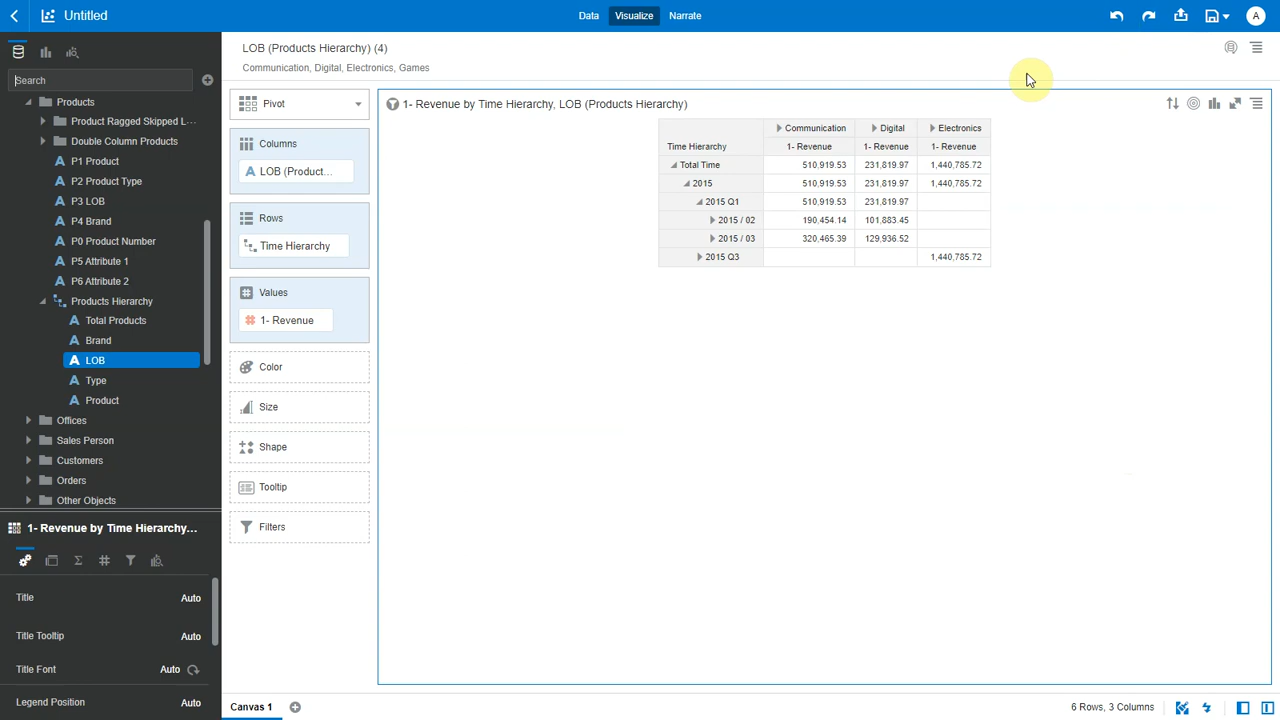 Untitled
Data Visualize Narrate
A
Search
Products
Product Ragged Skipped L...
Double Column Products
A P1 Product
A P2 Product Type
A P3 LOB
A P4 Brand
A P0 Product Number
A P5 Attribute 1
A P6 Attribute 2
Products Hierarchy
A Total Products
A Brand
A LOB
A Type
A Product
Offices
Sales Person
Customers
Orders
Other Objects
1- Revenue by Time Hierarchy...
Title Auto
Title Tooltip Auto
Title Font Auto
Legend Position Auto
LOB (Products Hierarchy) (4)
Communication, Digital, Electronics, Games
Pivot
Columns
A LOB (Product...
Rows
Time Hierarchy
Values
# 1- Revenue
Color
Size
Shape
Tooltip
Filters
1- Revenue by Time Hierarchy, LOB (Products Hierarchy)
Communication Digital Electronics
Time Hierarchy 1- Revenue 1- Revenue 1- Revenue
Total Time 510,919.53 231,819.97 1,440,785.72
2015 510,919.53 231,819.97 1,440,785.72
2015 Q1 510,919.53 231,819.97
2015 / 02 190,454.14 101,883.45
2015 / 03 320,465.39 129,936.52
2015 Q3 1,440,785.72
Canvas 1
6 Rows, 3 Columns